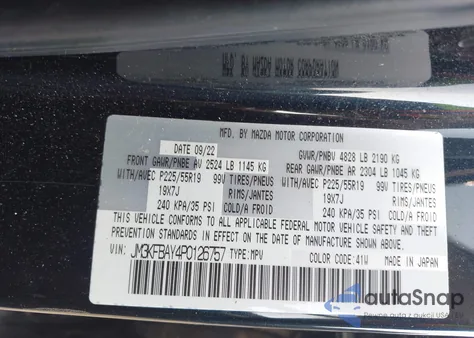 MFD. BY MAZDA MOTOR CORPORATION
DATE 09/22 GVWR/PNBV 4828 LB 2190 KG
FRONT GAWR/PNBE AV 2524 LB 1145 KG REAR GAWR/PNBE AR 2304 LB 1045 KG
WITH/AVEC P225/55R19 99V TIRES/PNEUS WITH/AVEC P225/55R19 99V TIRES/PNEUS
19X7J RIMS/JANTES 19X7J RIMS/JANTES
240 KPA/35 PSI COLD/A FROID 240 KPA/35 PSI COLD/A FROID
THIS VEHICLE CONFORMS TO ALL APPLICABLE FEDERAL MOTOR VEHICLE SAFETY AND THEFT
PREVENTION STANDARDS IN EFFECT ON THE DATE OF MANUFACTURE SHOWN ABOVE.
JM3KFBAY4P0126757 TYPE:MPV COLOR CODE:41W MADE IN JAPAN
autoSnap
Pewne auto z USA